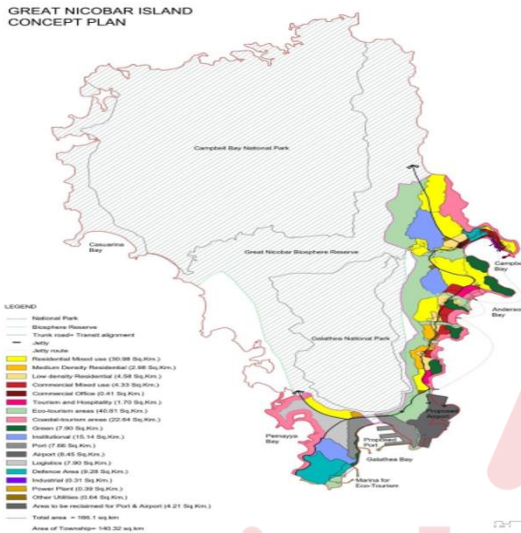 GREAT NICOBAR ISLAND
CONCEPT PLAN
Campbell Bay National Park
Casuarina
Bay
Great Nicobar Biosphere Reserve
Campbell
Bay
Anderson
Bay
Galathea National Park
Proposed
Airport
Pemayya
Bay
Proposed
Port
Galathea Bay
Marina for
Eco-Tourism
LEGEND
National Park
Biosphere Reserve
Trunk road= Transit alignment
Jetty
Jetty route
Residential Mixed use (30.98 Sq.Km.)
Medium Density Residential (2.98 Sq.Km.)
Low density Residential (4.58 Sq.Km.)
Commercial Mixed use (4.33 Sq.Km.)
Commercial Office (0.41 Sq.Km.)
Tourism and Hospitality (1.70 Sq.Km.)
Eco-tourism areas (40.81 Sq.Km.)
Coastal-tourism areas (22.64 Sq.Km.)
Green (7.90 Sq.Km.)
Institutional (15.14 Sq.Km.)
Port (7.66 Sq.Km.)
Airport (8.45 Sq.Km.)
Logistics (7.90 Sq.Km.)
Defence Area (9.28 Sq.Km.)
Industrial (0.31 Sq.Km.)
Power Plant (0.39 Sq.Km.)
Other Utilities (0.64 Sq.Km.)
Area to be reclaimed for Port & Airport (4.21 Sq.Km.)
Total area = 166.1 sq.km
Area of Township= 149.32 sq.km